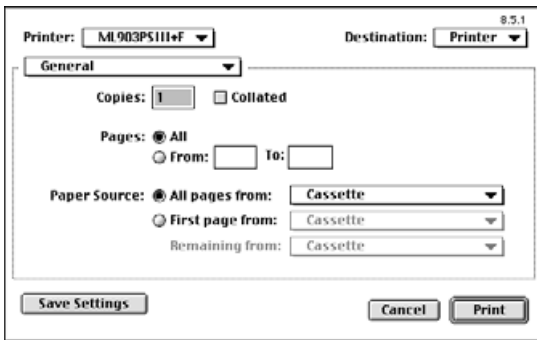 8.5.1
Printer: ML903PSIII+F Destination: Printer
General
Copies: 1 Collated
Pages: All
From: To:
Paper Source: All pages from: Cassette
First page from: Cassette
Remaining from: Cassette
Save Settings Cancel Print